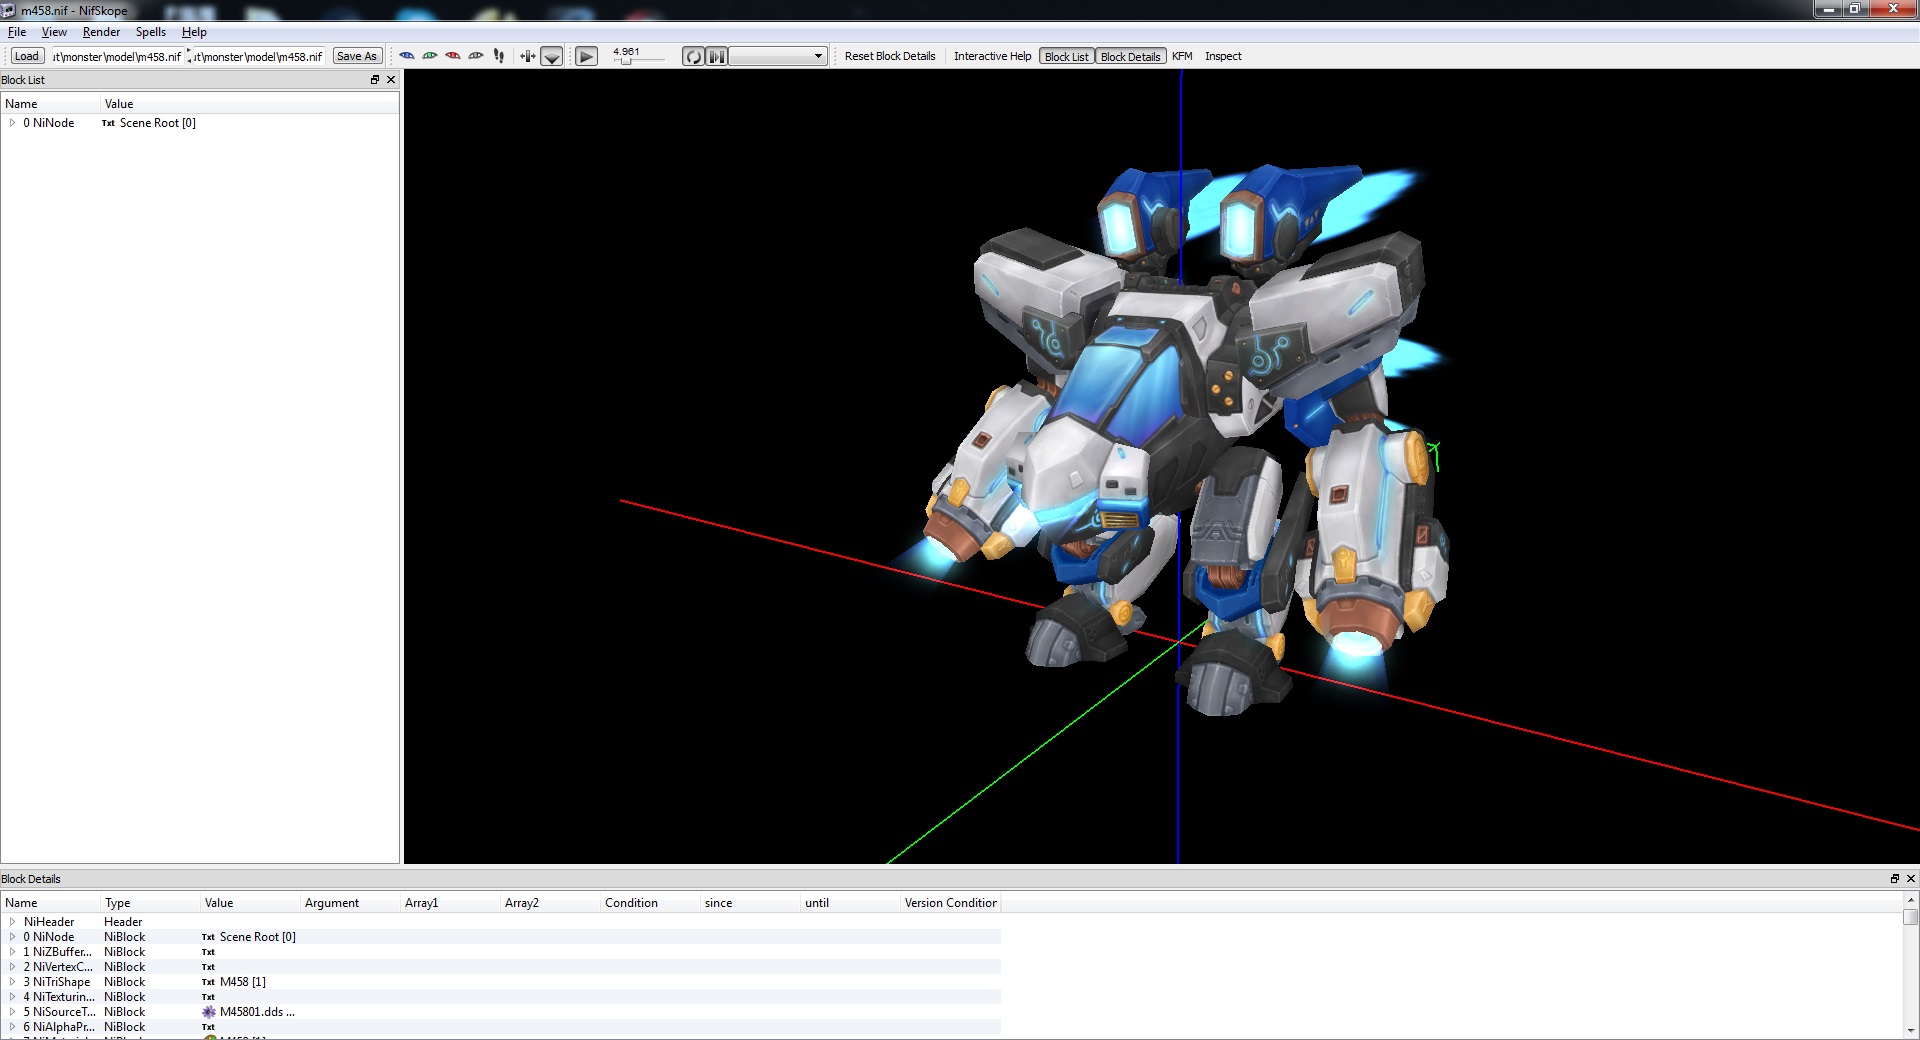 m458.nif - NifSkope
File View Render Spells Help
Load ut\monster\model\m458.nif ut\monster\model\m458.nif Save As 4.961 Reset Block Details Interactive Help Block List Block Details KFM Inspect
Block List
Name Value
0 NiNode Txt Scene Root [0]
Block Details
Name Type Value Argument Array1 Array2 Condition since until Version Condition
NiHeader Header
0 NiNode NiBlock Txt Scene Root [0]
1 NiZBuffer... NiBlock Txt
2 NiVertexC... NiBlock Txt
3 NiTriShape NiBlock Txt M458 [1]
4 NiTexturin... NiBlock Txt
5 NiSourceT... NiBlock M45801.dds ...
6 NiAlphaPr... NiBlock Txt